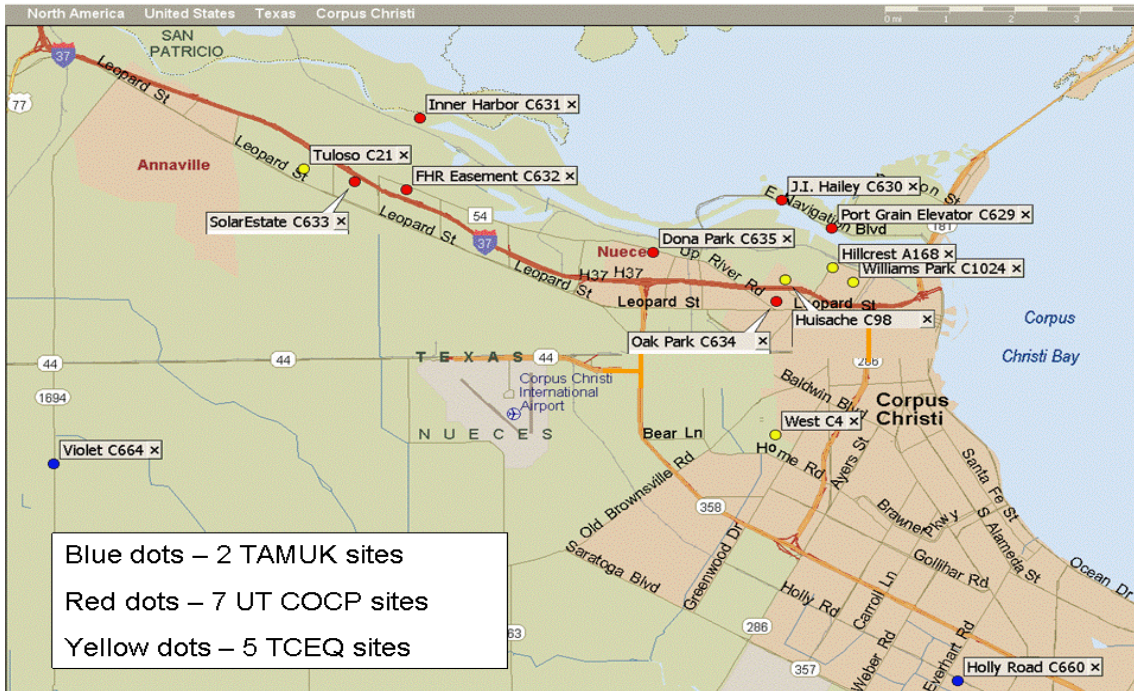 North America United States Texas Corpus Christi
0 mi 1 2 3
SAN
PATRICIO
37
77
Leopard St
Inner Harbor C631 ×
Annaville
Leopard St
Tuloso C21 ×
FHR Easement C632 ×
SolarEstate C633 ×
Leopard St
54
37
J.I. Hailey C630 ×
E Navigation Blvd
Port Grain Elevator C629 ×
181
Dona Park C635 ×
Nuece
Up River Rd
Hillcrest A168 ×
Williams Park C1024 ×
H37 H37
Leopard St
Leopard St
Leopard St
Huisache C98 ×
Oak Park C634 ×
Corpus
Christi Bay
44
44
TEXAS
44
286
1694
Corpus Christi
International
Airport
Baldwin Blvd
Corpus
Christi
NUECES
Bear Ln
West C4 ×
Home Rd
Ayers St
Violet C664 ×
Santa Fe St
Old Brownsville Rd
358
Brawner Pkwy
S Alameda St
Blue dots – 2 TAMUK sites
Red dots – 7 UT COCP sites
Yellow dots – 5 TCEQ sites
Saratoga Blvd
Greenwood Dr
Gollihar Rd
Ocean Dr
Holly Rd
Carroll Ln
63
286
Weber Rd
Everhart Rd
357
Holly Road C660 ×